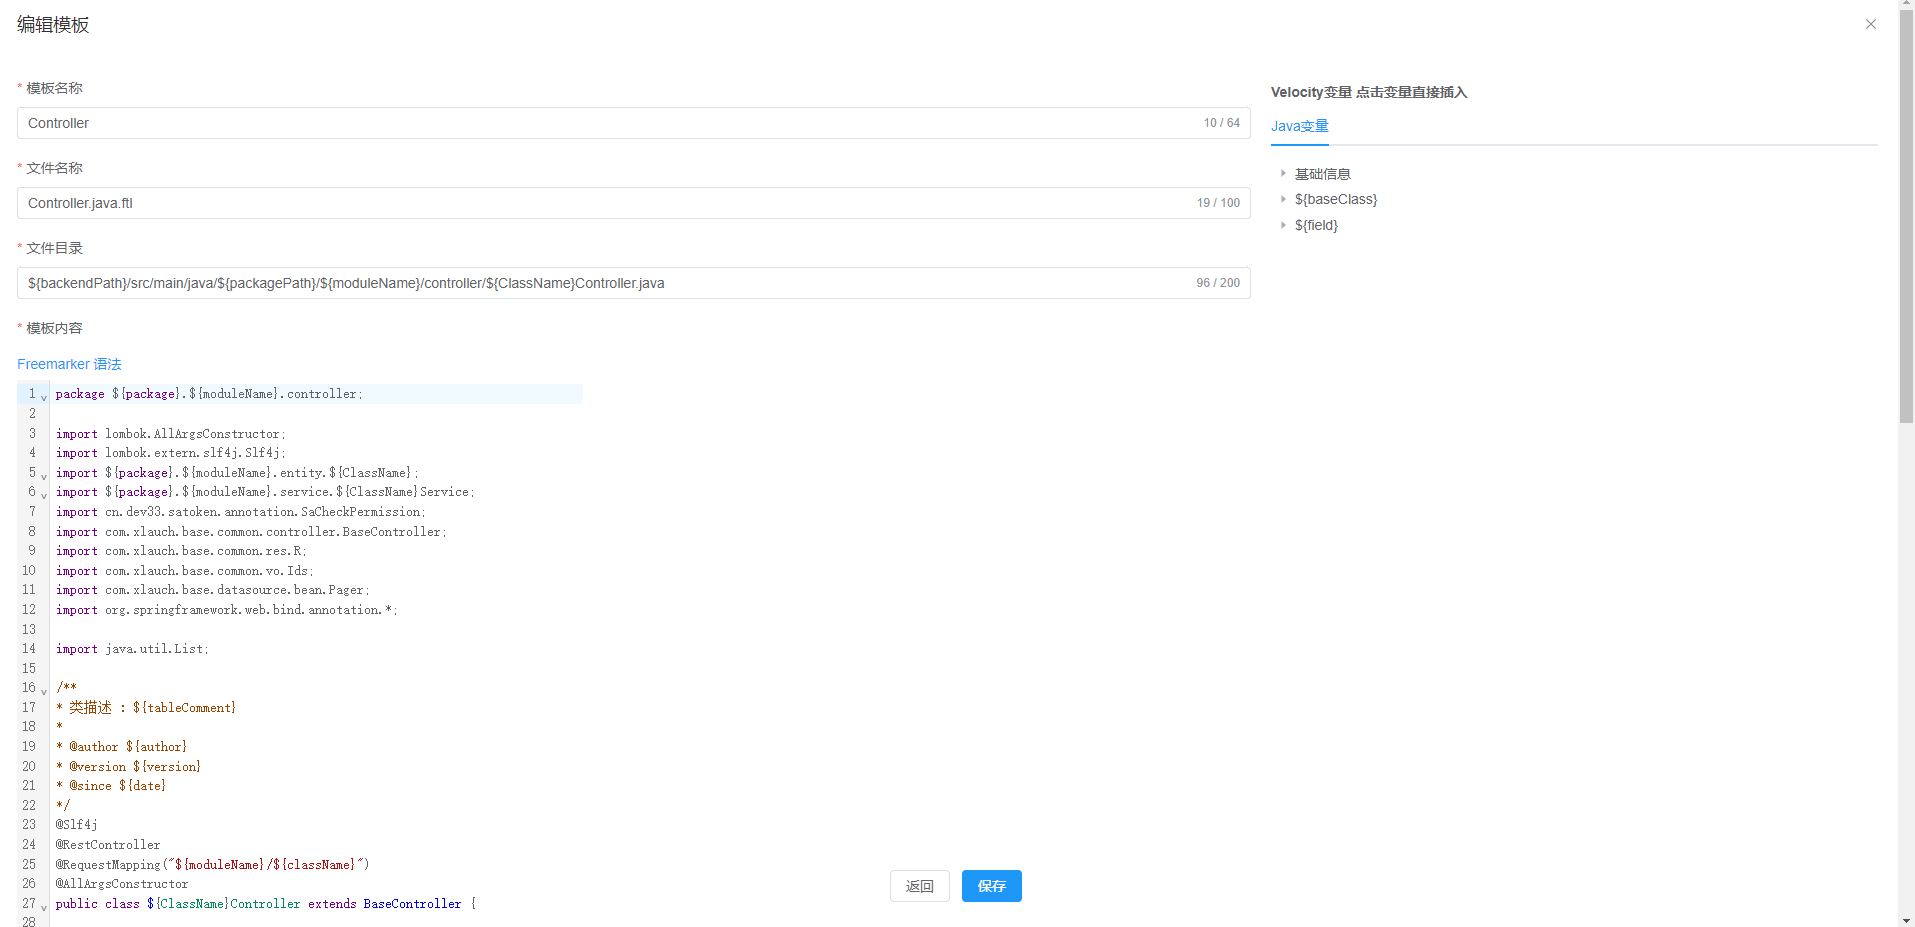 编辑模板
* 模板名称
Controller 10 / 64
* 文件名称
Controller.java.ftl 19 / 100
* 文件目录
${backendPath}/src/main/java/${packagePath}/${moduleName}/controller/${ClassName}Controller.java 96 / 200
* 模板内容
Freemarker 语法
1 package ${package}.${moduleName}.controller;
2
3 import lombok.AllArgsConstructor;
4 import lombok.extern.slf4j.Slf4j;
5 import ${package}.${moduleName}.entity.${ClassName};
6 import ${package}.${moduleName}.service.${ClassName}Service;
7 import cn.dev33.satoken.annotation.SaCheckPermission;
8 import com.xlauch.base.common.controller.BaseController;
9 import com.xlauch.base.common.res.R;
10 import com.xlauch.base.common.vo.Ids;
11 import com.xlauch.base.datasource.bean.Pager;
12 import org.springframework.web.bind.annotation.*;
13
14 import java.util.List;
15
16 /**
17 * 类描述 : ${tableComment}
18 *
19 * @author ${author}
20 * @version ${version}
21 * @since ${date}
22 */
23 @Slf4j
24 @RestController
25 @RequestMapping("${moduleName}/${className}")
26 @AllArgsConstructor
27 public class ${ClassName}Controller extends BaseController {
28
Velocity变量 点击变量直接插入
Java变量
基础信息
${baseClass}
${field}
返回
保存